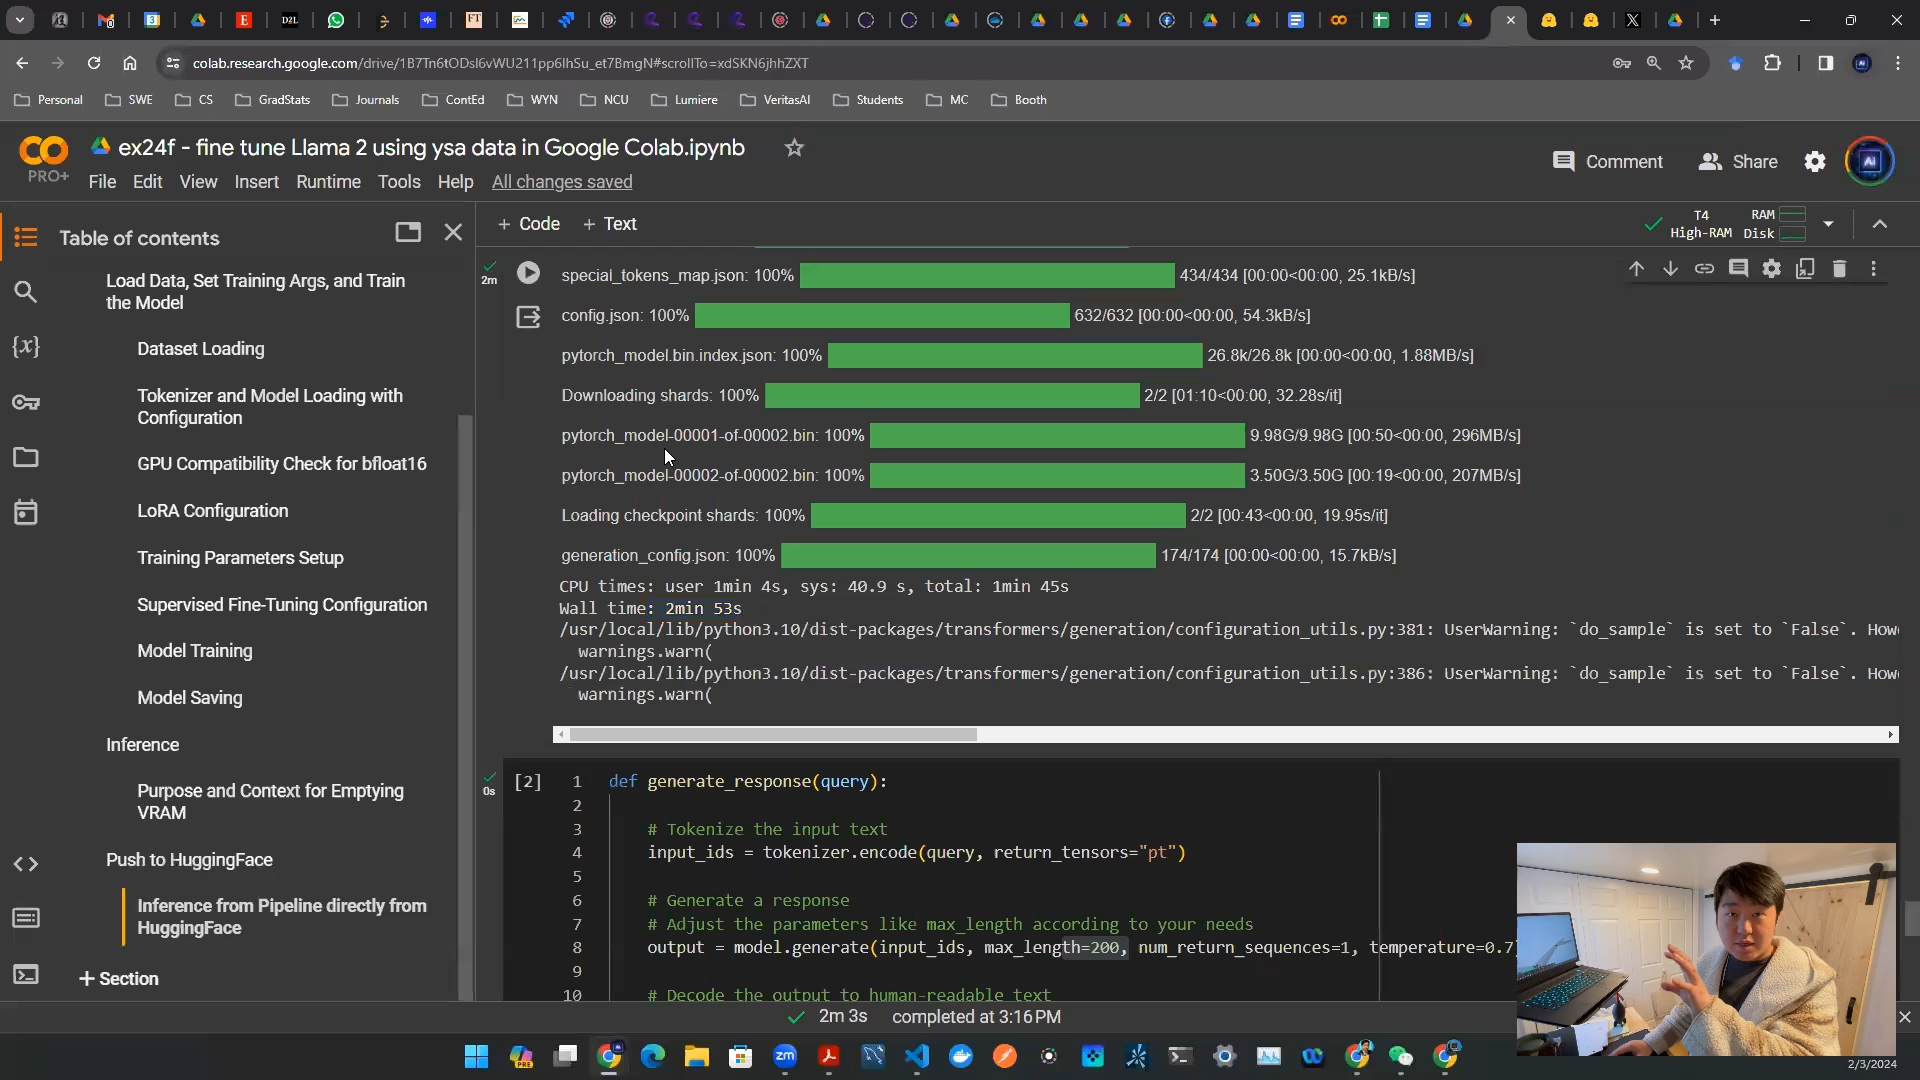 colab.research.google.com/drive/1B7Tn6tODsI6vWU211pp6IhSu_et7BmgN#scrollTo=xdSKN6jhhZXT
Personal SWE CS GradStats Journals ContEd WYN NCU Lumiere VeritasAI Students MC Booth
ex24f - fine tune Llama 2 using ysa data in Google Colab.ipynb
PRO+
File Edit View Insert Runtime Tools Help All changes saved
Comment Share
Table of contents
+ Code + Text
T4 RAM
High-RAM Disk
Load Data, Set Training Args, and Train
the Model
Dataset Loading
Tokenizer and Model Loading with
Configuration
GPU Compatibility Check for bfloat16
LoRA Configuration
Training Parameters Setup
Supervised Fine-Tuning Configuration
Model Training
Model Saving
Inference
Purpose and Context for Emptying
VRAM
Push to HuggingFace
Inference from Pipeline directly from
HuggingFace
+ Section
2m
special_tokens_map.json: 100% 434/434 [00:00<00:00, 25.1kB/s]
config.json: 100% 632/632 [00:00<00:00, 54.3kB/s]
pytorch_model.bin.index.json: 100% 26.8k/26.8k [00:00<00:00, 1.88MB/s]
Downloading shards: 100% 2/2 [01:10<00:00, 32.28s/it]
pytorch_model-00001-of-00002.bin: 100% 9.98G/9.98G [00:50<00:00, 296MB/s]
pytorch_model-00002-of-00002.bin: 100% 3.50G/3.50G [00:19<00:00, 207MB/s]
Loading checkpoint shards: 100% 2/2 [00:43<00:00, 19.95s/it]
generation_config.json: 100% 174/174 [00:00<00:00, 15.7kB/s]
CPU times: user 1min 4s, sys: 40.9 s, total: 1min 45s
Wall time: 2min 53s
/usr/local/lib/python3.10/dist-packages/transformers/generation/configuration_utils.py:381: UserWarning: `do_sample` is set to `False`. How
warnings.warn(
/usr/local/lib/python3.10/dist-packages/transformers/generation/configuration_utils.py:386: UserWarning: `do_sample` is set to `False`. How
warnings.warn(
0s
[2] 1 def generate_response(query):
2
3 # Tokenize the input text
4 input_ids = tokenizer.encode(query, return_tensors="pt")
5
6 # Generate a response
7 # Adjust the parameters like max_length according to your needs
8 output = model.generate(input_ids, max_length=200, num_return_sequences=1, temperature=0.7
9
10 # Decode the output to human-readable text
2m 3s completed at 3:16 PM
2/3/2024